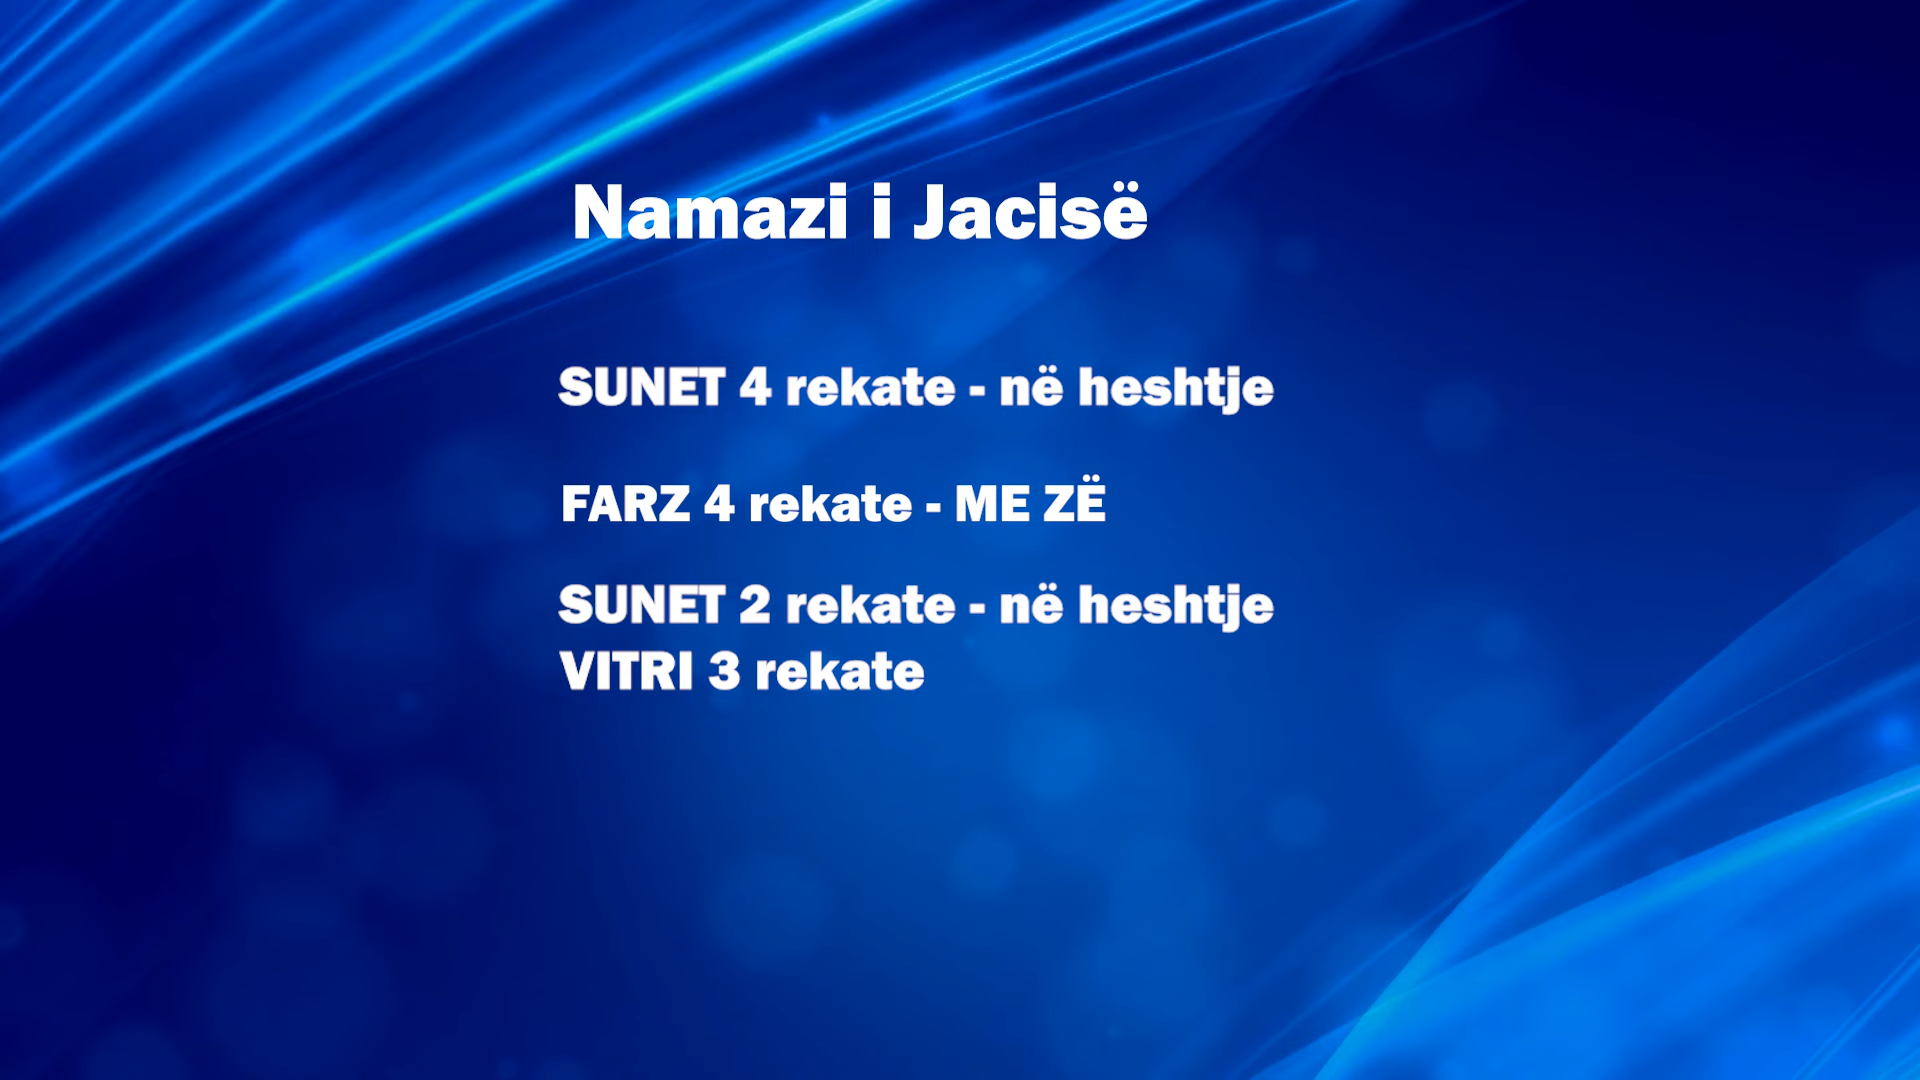 Namazi i Jacisë
SUNET 4 rekate - në heshtje
FARZ 4 rekate - ME ZË
SUNET 2 rekate - në heshtje
VITRI 3 rekate